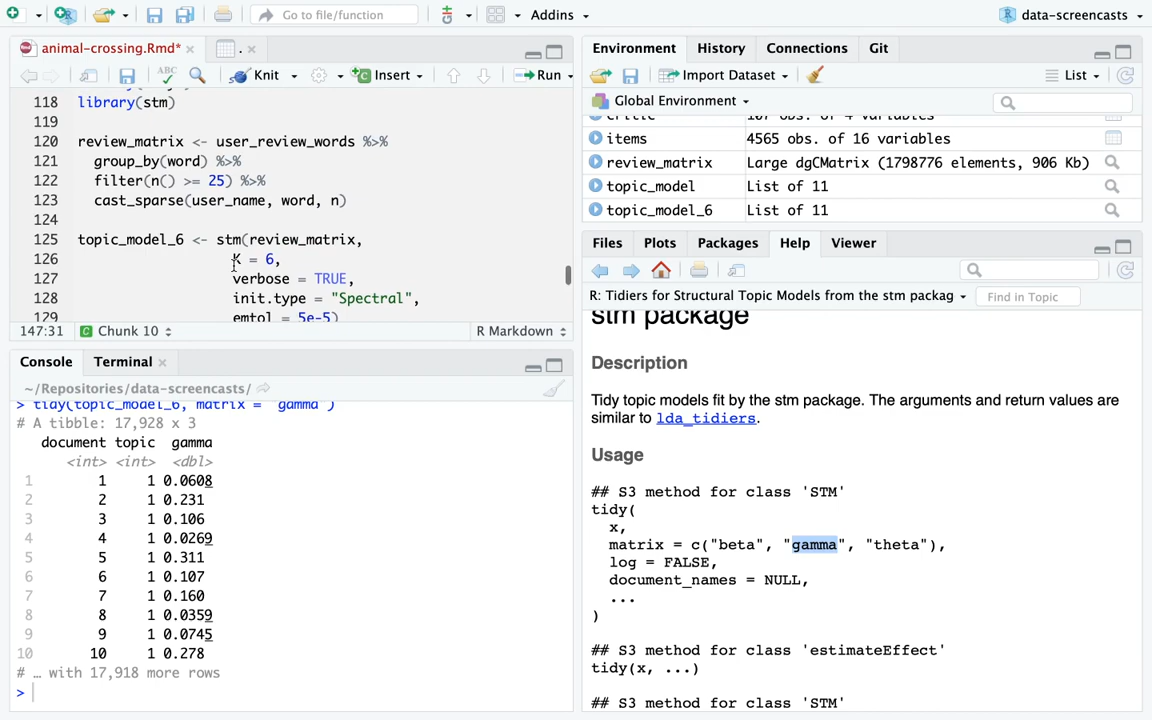 Go to file/function
Addins
data-screencasts
animal-crossing.Rmd*
.
ABC
Knit
Insert
Run
118 library(stm)
119
120 review_matrix <- user_review_words %>%
121 group_by(word) %>%
122 filter(n() >= 25) %>%
123 cast_sparse(user_name, word, n)
124
125 topic_model_6 <- stm(review_matrix,
126 K = 6,
127 verbose = TRUE,
128 init.type = "Spectral",
129 emtol = 5e-5)
147:31 C Chunk 10 R Markdown
Console Terminal
~/Repositories/data-screencasts/
> tidy(topic_model_6, matrix = "gamma")
# A tibble: 17,928 x 3
document topic gamma
<int> <int> <dbl>
1 1 1 0.0608
2 2 1 0.231
3 3 1 0.106
4 4 1 0.0269
5 5 1 0.311
6 6 1 0.107
7 7 1 0.160
8 8 1 0.0359
9 9 1 0.0745
10 10 1 0.278
# … with 17,918 more rows
>
Environment History Connections Git
Import Dataset
List
Global Environment
critic 107 obs. of 4 variables
items 4565 obs. of 16 variables
review_matrix Large dgCMatrix (1798776 elements, 906 Kb)
topic_model List of 11
topic_model_6 List of 11
Files Plots Packages Help Viewer
R: Tidiers for Structural Topic Models from the stm packag
Find in Topic
stm package
Description
Tidy topic models fit by the stm package. The arguments and return values are
similar to lda_tidiers.
Usage
## S3 method for class 'STM'
tidy(
x,
matrix = c("beta", "gamma", "theta"),
log = FALSE,
document_names = NULL,
...
)
## S3 method for class 'estimateEffect'
tidy(x, ...)
## S3 method for class 'STM'